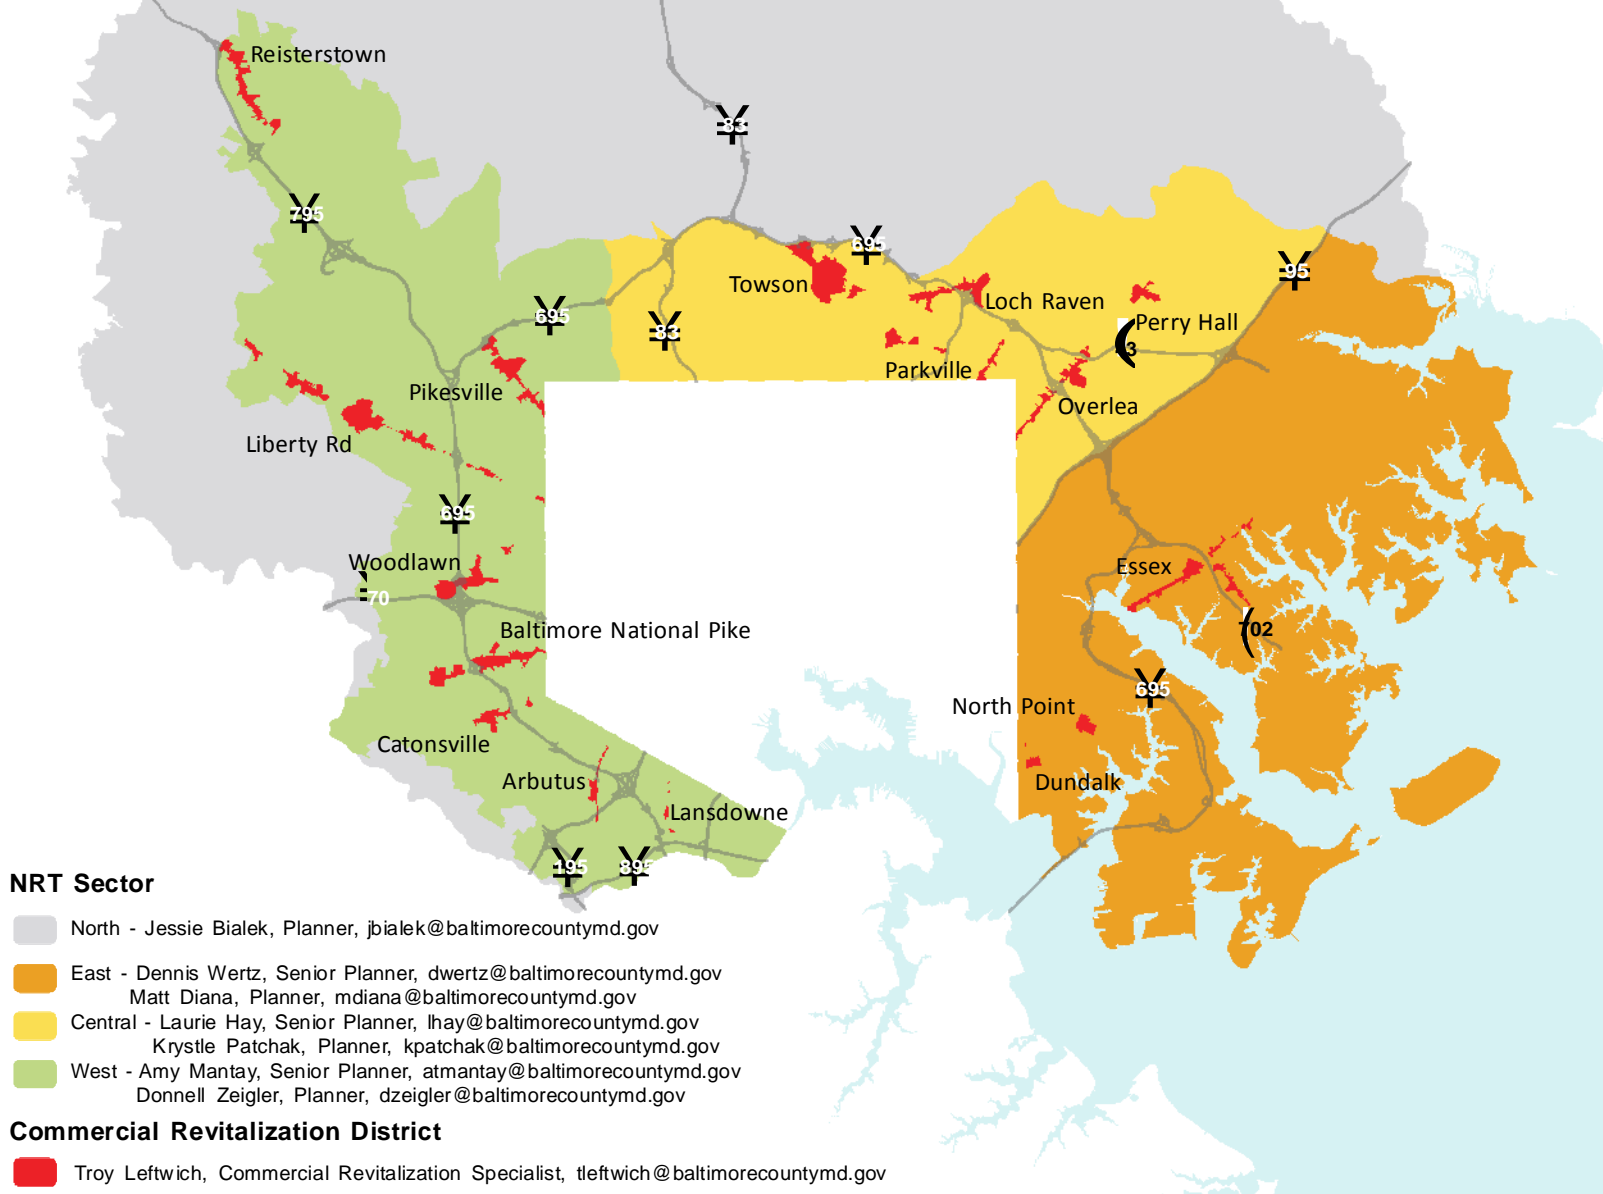 Reisterstown
83
795
695
95
Towson
Loch Raven
695
83
Perry Hall
Parkville
Pikesville
Overlea
Liberty Rd
695
Woodlawn
Essex
70
Baltimore National Pike
702
695
North Point
Catonsville
Arbutus
Dundalk
Lansdowne
195
895
NRT Sector
North - Jessie Bialek, Planner, jbialek@baltimorecountymd.gov
East - Dennis Wertz, Senior Planner, dwertz@baltimorecountymd.gov
Matt Diana, Planner, mdiana@baltimorecountymd.gov
Central - Laurie Hay, Senior Planner, lhay@baltimorecountymd.gov
Krystle Patchak, Planner, kpatchak@baltimorecountymd.gov
West - Amy Mantay, Senior Planner, atmantay@baltimorecountymd.gov
Donnell Zeigler, Planner, dzeigler@baltimorecountymd.gov
Commercial Revitalization District
Troy Leftwich, Commercial Revitalization Specialist, tleftwich@baltimorecountymd.gov